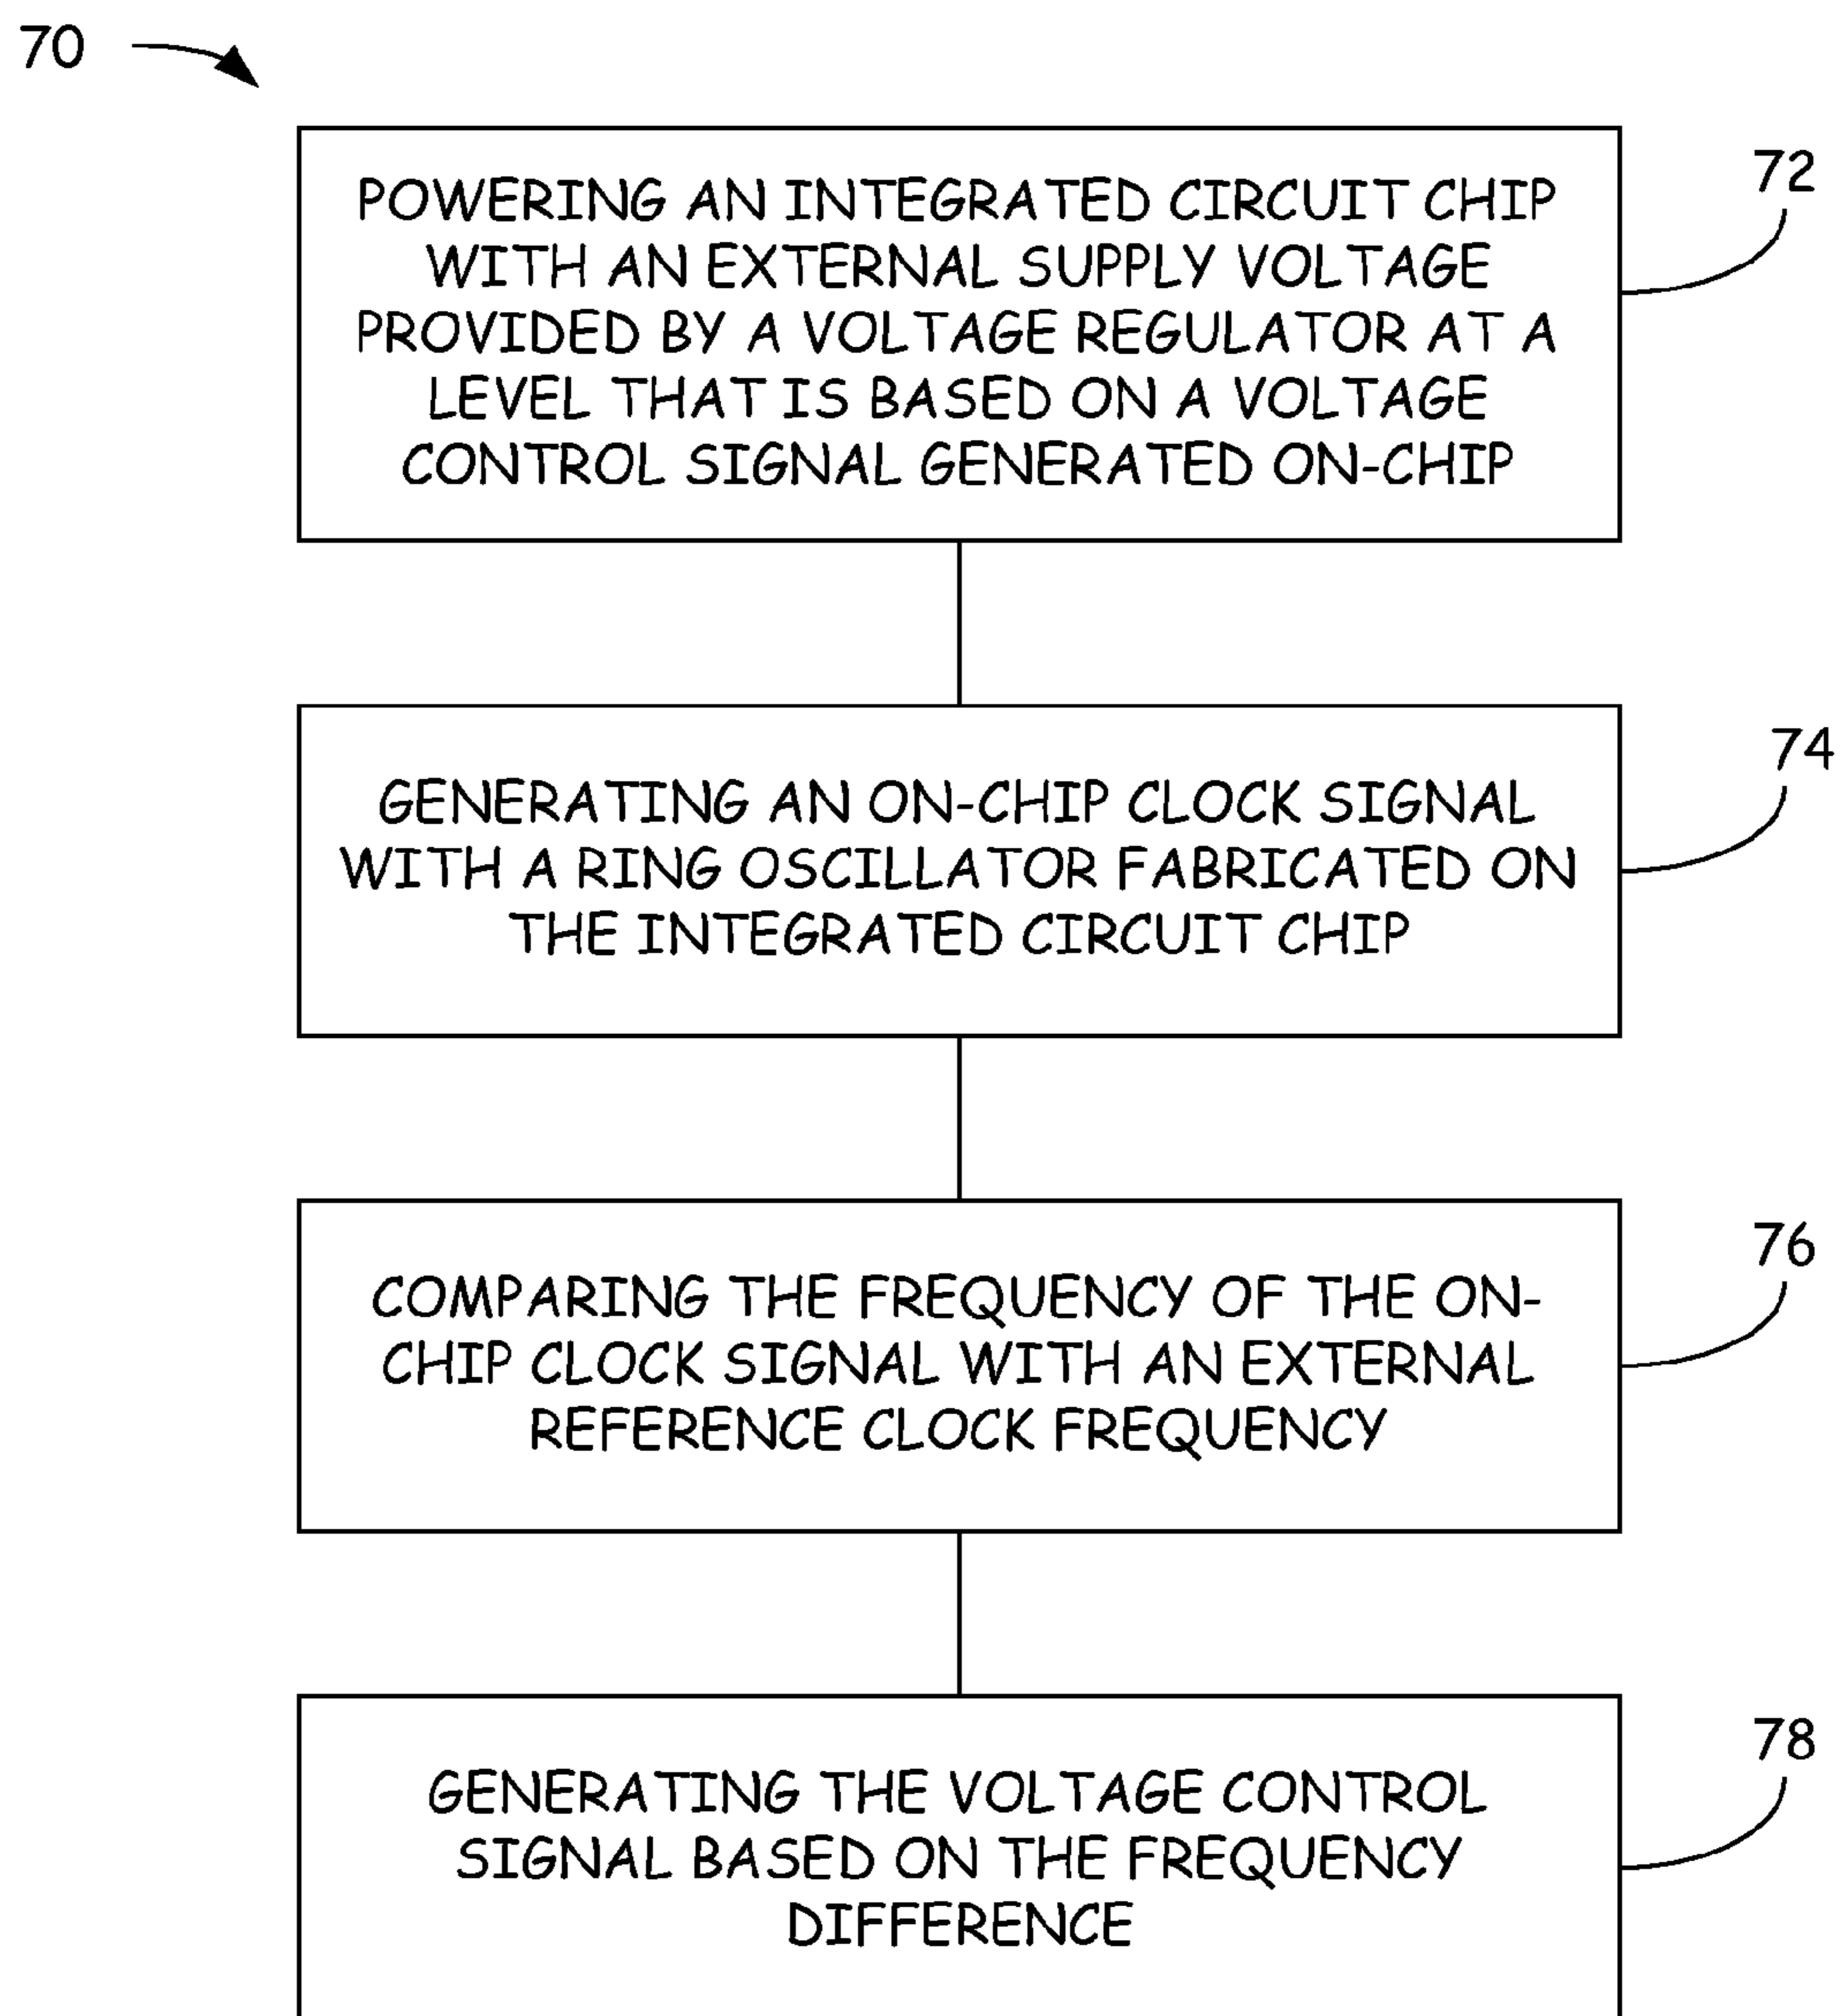 70
72
POWERING AN INTEGRATED CIRCUIT CHIP
WITH AN EXTERNAL SUPPLY VOLTAGE
PROVIDED BY A VOLTAGE REGULATOR AT A
LEVEL THAT IS BASED ON A VOLTAGE
CONTROL SIGNAL GENERATED ON-CHIP
74
GENERATING AN ON-CHIP CLOCK SIGNAL
WITH A RING OSCILLATOR FABRICATED ON
THE INTEGRATED CIRCUIT CHIP
76
COMPARING THE FREQUENCY OF THE ON-
CHIP CLOCK SIGNAL WITH AN EXTERNAL
REFERENCE CLOCK FREQUENCY
78
GENERATING THE VOLTAGE CONTROL
SIGNAL BASED ON THE FREQUENCY
DIFFERENCE